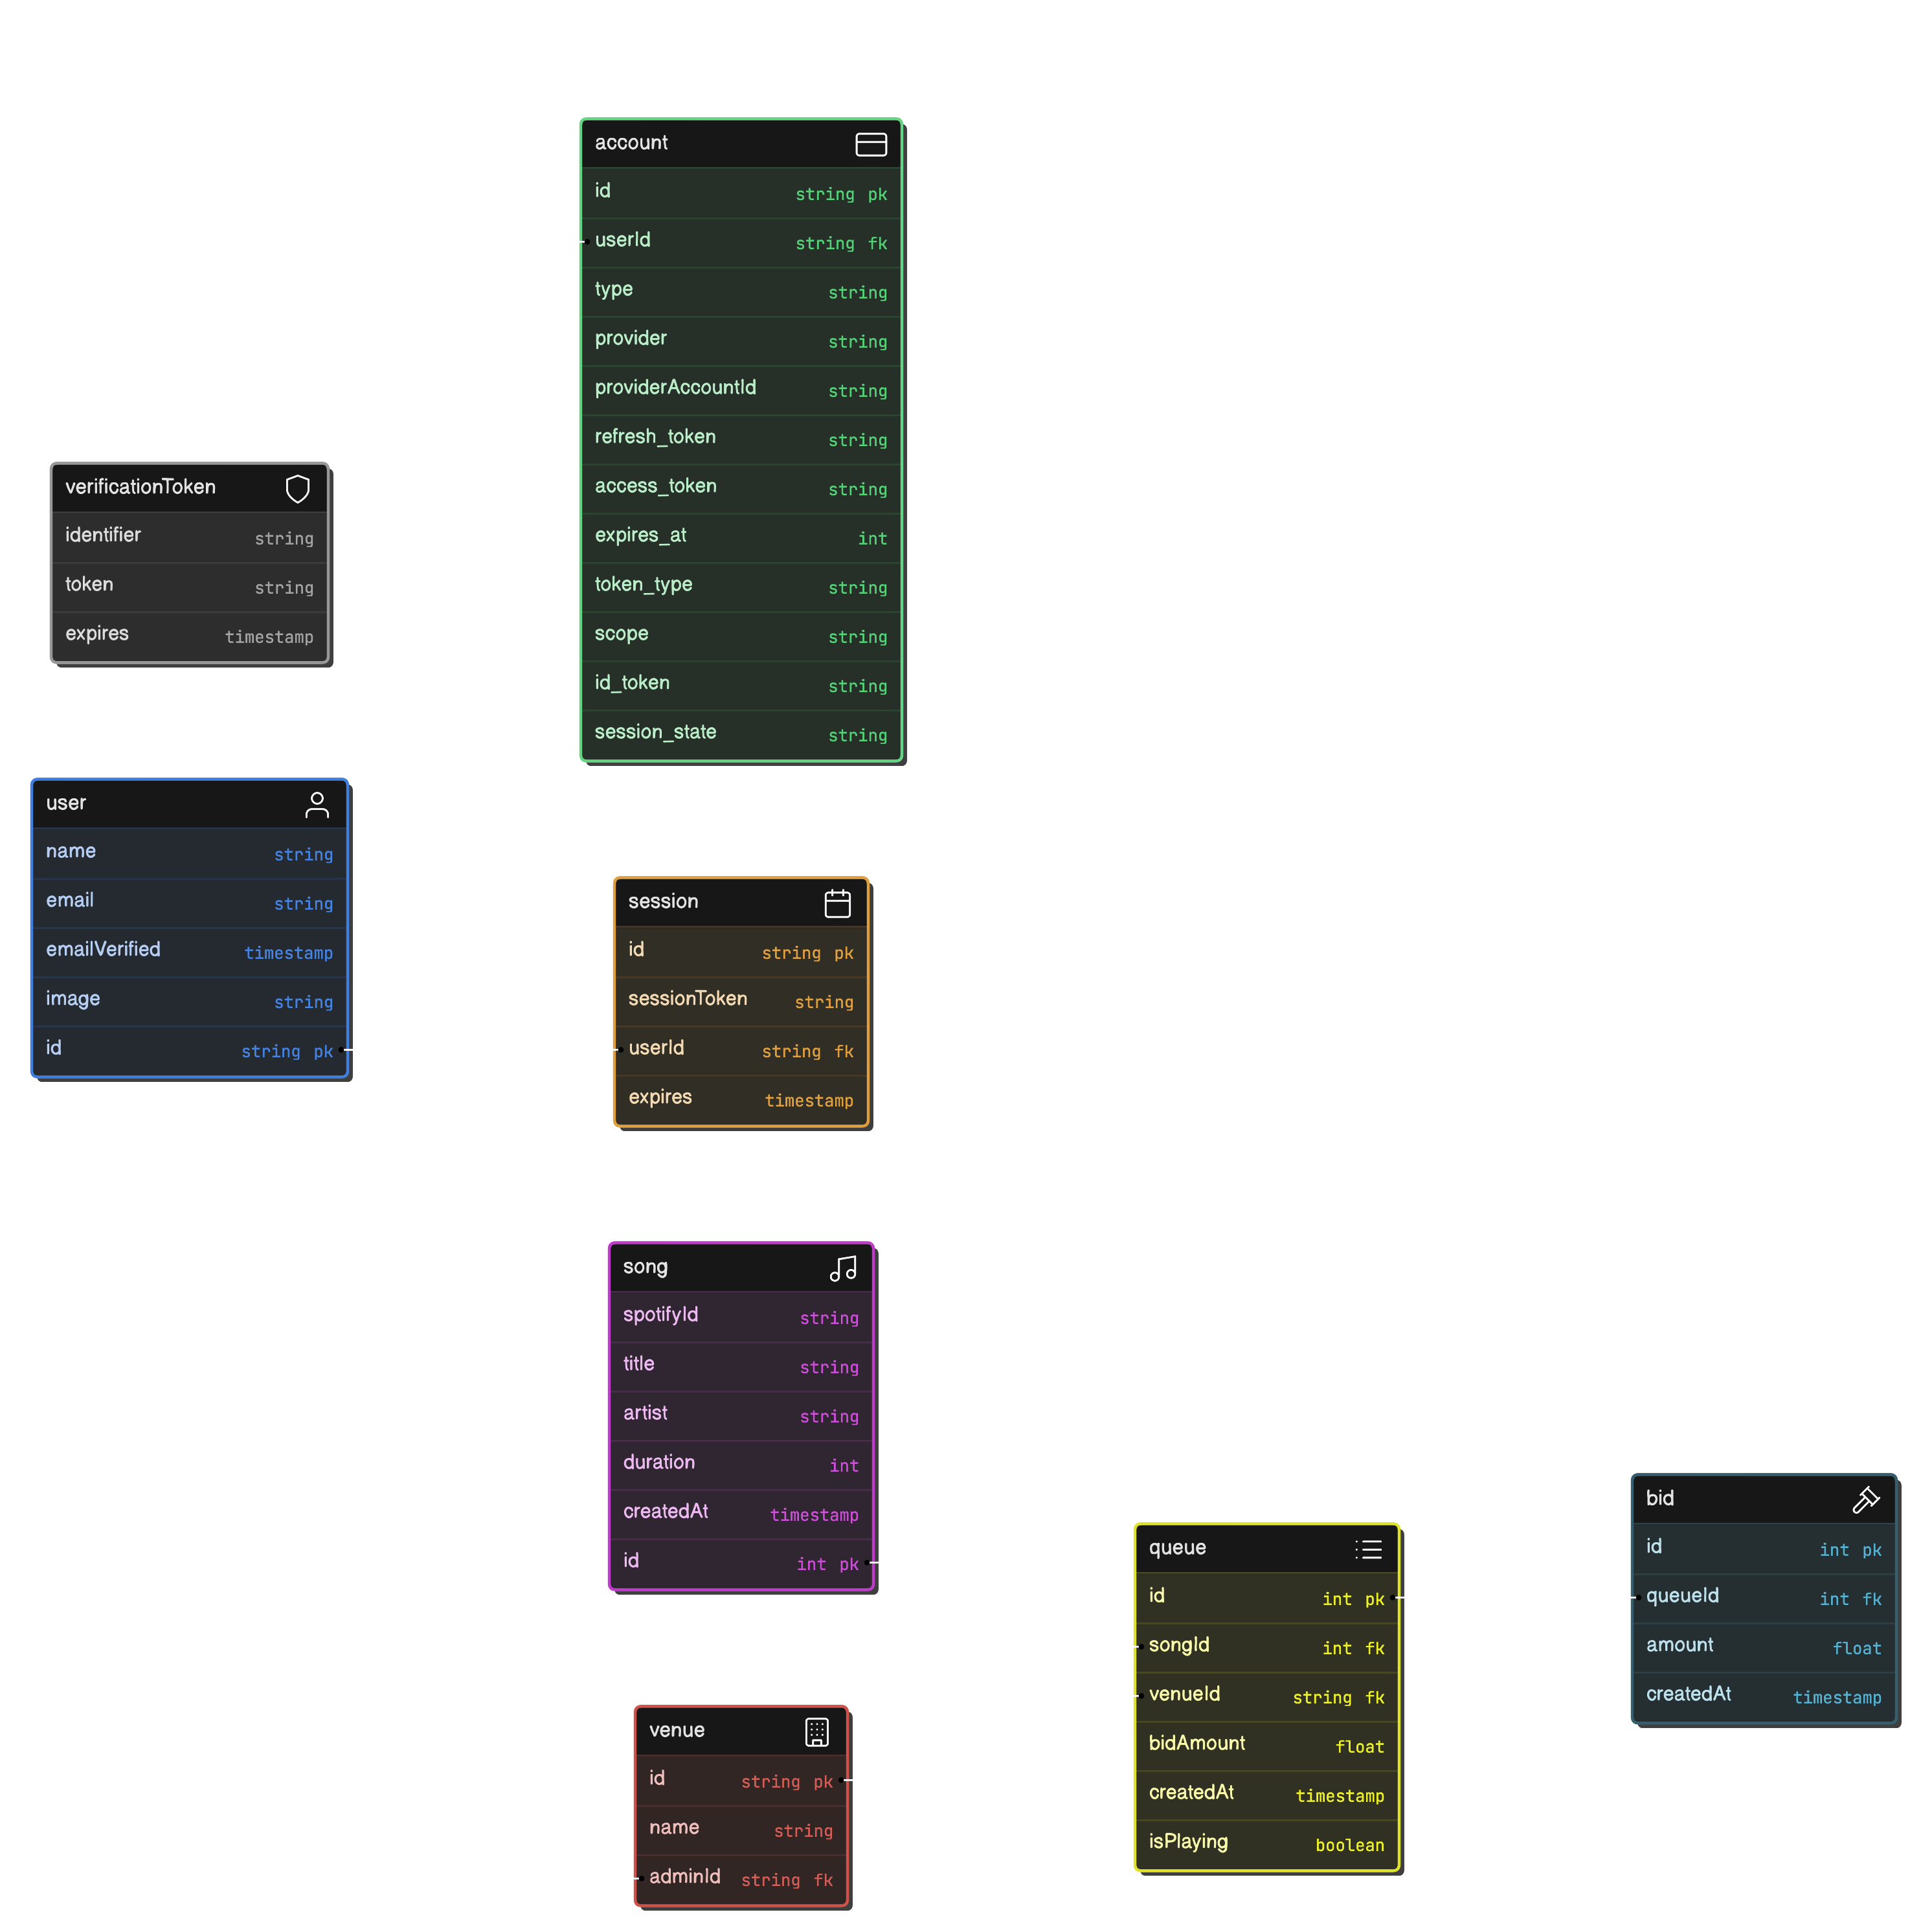 account
id string pk
userId string fk
type string
provider string
providerAccountId string
refresh_token string
access_token string
expires_at int
token_type string
scope string
id_token string
session_state string
verificationToken
identifier string
token string
expires timestamp
user
name string
email string
emailVerified timestamp
image string
id string pk
session
id string pk
sessionToken string
userId string fk
expires timestamp
song
spotifyId string
title string
artist string
duration int
createdAt timestamp
id int pk
venue
id string pk
name string
adminId string fk
queue
id int pk
songId int fk
venueId string fk
bidAmount float
createdAt timestamp
isPlaying boolean
bid
id int pk
queueId int fk
amount float
createdAt timestamp